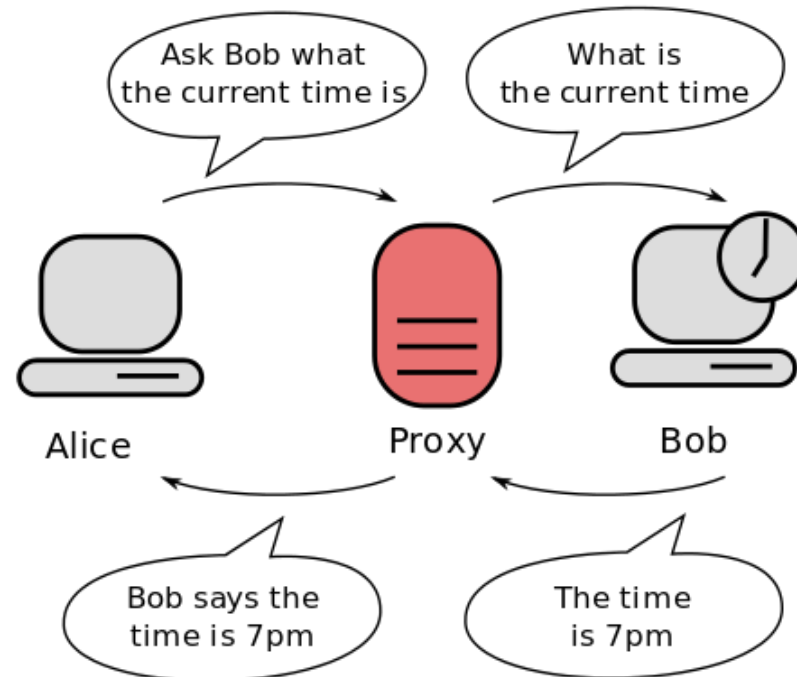 Ask Bob what
the current time is
What is
the current time
Alice
Proxy
Bob
Bob says the
time is 7pm
The time
is 7pm